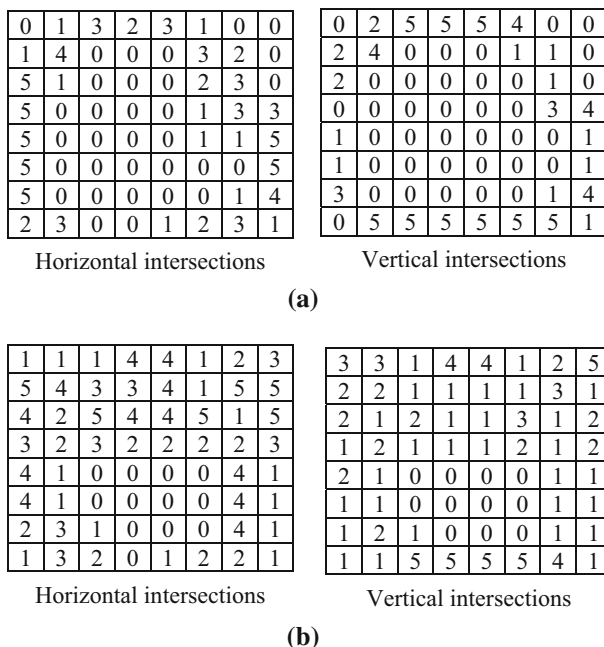 0 1 3 2 3 1 0 0
1 4 0 0 0 3 2 0
5 1 0 0 0 2 3 0
5 0 0 0 0 1 3 3
5 0 0 0 0 1 1 5
5 0 0 0 0 0 0 5
5 0 0 0 0 0 1 4
2 3 0 0 1 2 3 1
Horizontal intersections
0 2 5 5 5 4 0 0
2 4 0 0 0 1 1 0
2 0 0 0 0 0 1 0
0 0 0 0 0 0 3 4
1 0 0 0 0 0 0 1
1 0 0 0 0 0 0 1
3 0 0 0 0 0 1 4
0 5 5 5 5 5 5 1
Vertical intersections
(a)
1 1 1 4 4 1 2 3
5 4 3 3 4 1 5 5
4 2 5 4 4 5 1 5
3 2 3 2 2 2 2 3
4 1 0 0 0 0 4 1
4 1 0 0 0 0 4 1
2 3 1 0 0 0 4 1
1 3 2 0 1 2 2 1
Horizontal intersections
3 3 1 4 4 1 2 5
2 2 1 1 1 1 3 1
2 1 2 1 1 3 1 2
1 2 1 1 1 2 1 2
2 1 0 0 0 0 1 1
1 1 0 0 0 0 1 1
1 2 1 0 0 0 1 1
1 1 5 5 5 5 4 1
Vertical intersections
(b)